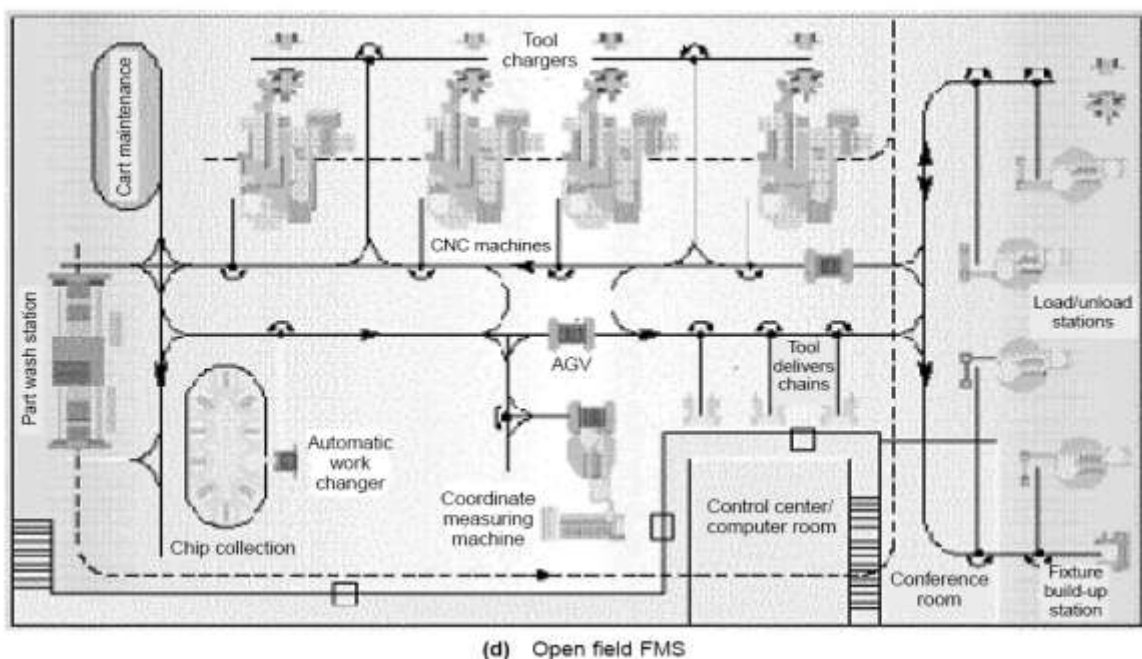 Tool
chargers
Cart maintenance
CNC machines
Part wash station
Load/unload
stations
AGV
Tool
delivers
chains
Automatic
work
changer
Coordinate
measuring
machine
Control center/
computer room
Chip collection
Conference
room
Fixture
build-up
station
(d) Open field FMS